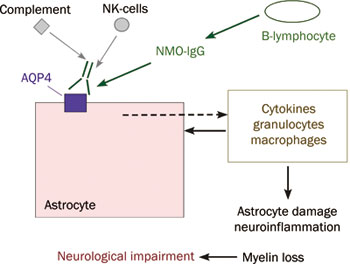 Complement
NK-cells
B-lymphocyte
NMO-IgG
AQP4
Cytokines
granulocytes
macrophages
Astrocyte
Astrocyte damage
neuroinflammation
Neurological impairment
Myelin loss